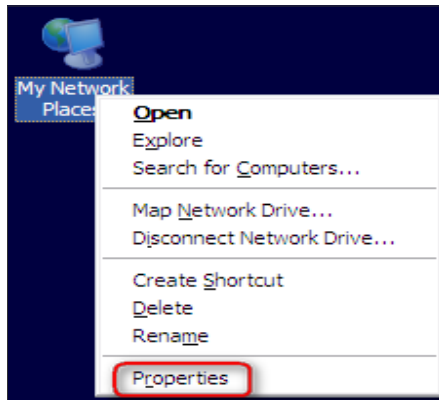 My Network
Places
Open
Explore
Search for Computers...
Map Network Drive...
Disconnect Network Drive...
Create Shortcut
Delete
Rename
Properties